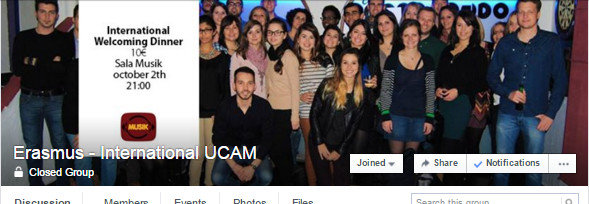 International
Welcoming Dinner
10€
Sala Musik
october 2th
21:00
MUSIK
Erasmus - International UCAM
Closed Group
Joined
Share
Notifications
Discussion Members Events Photos Files
Search this group